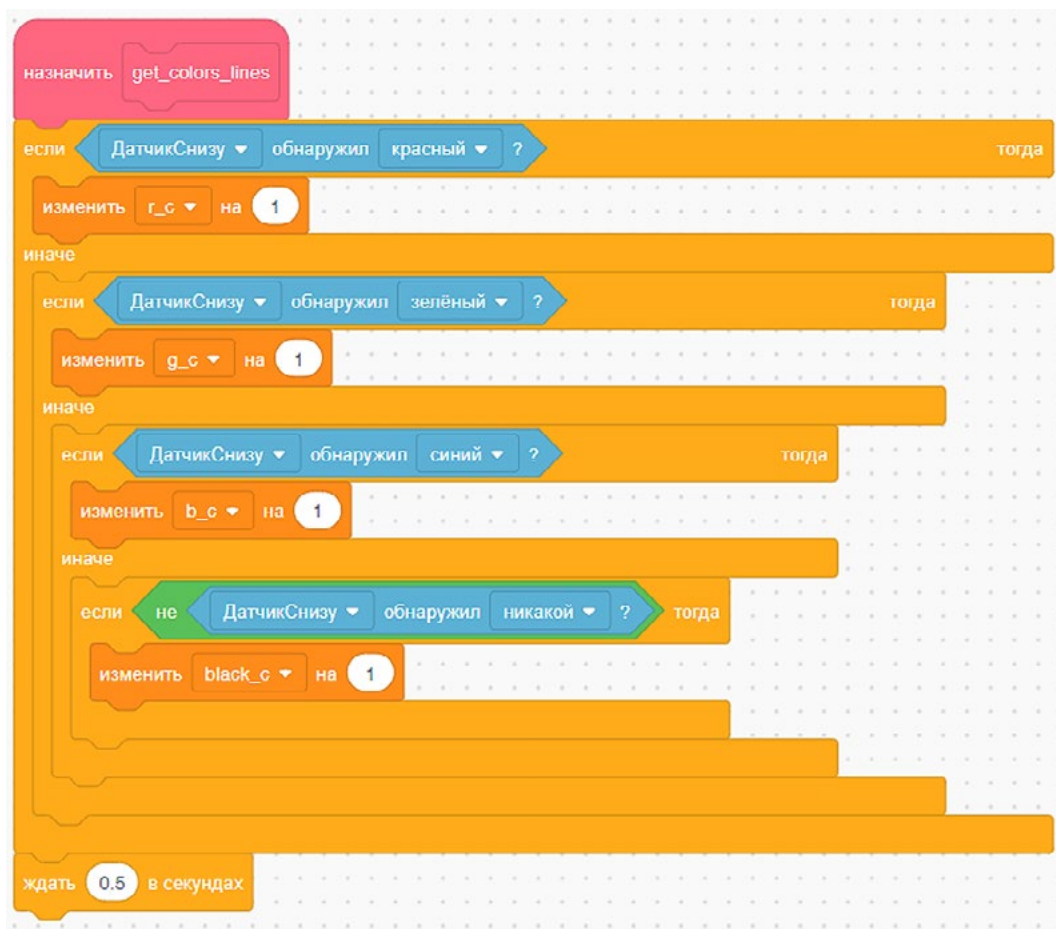 назначить get_colors_lines
если ДатчикСнизу обнаружил красный ? тогда
изменить r_c на 1
иначе
если ДатчикСнизу обнаружил зелёный ? тогда
изменить g_c на 1
иначе
если ДатчикСнизу обнаружил синий ? тогда
изменить b_c на 1
иначе
если не ДатчикСнизу обнаружил никакой ? тогда
изменить black_c на 1
ждать 0.5 в секундах